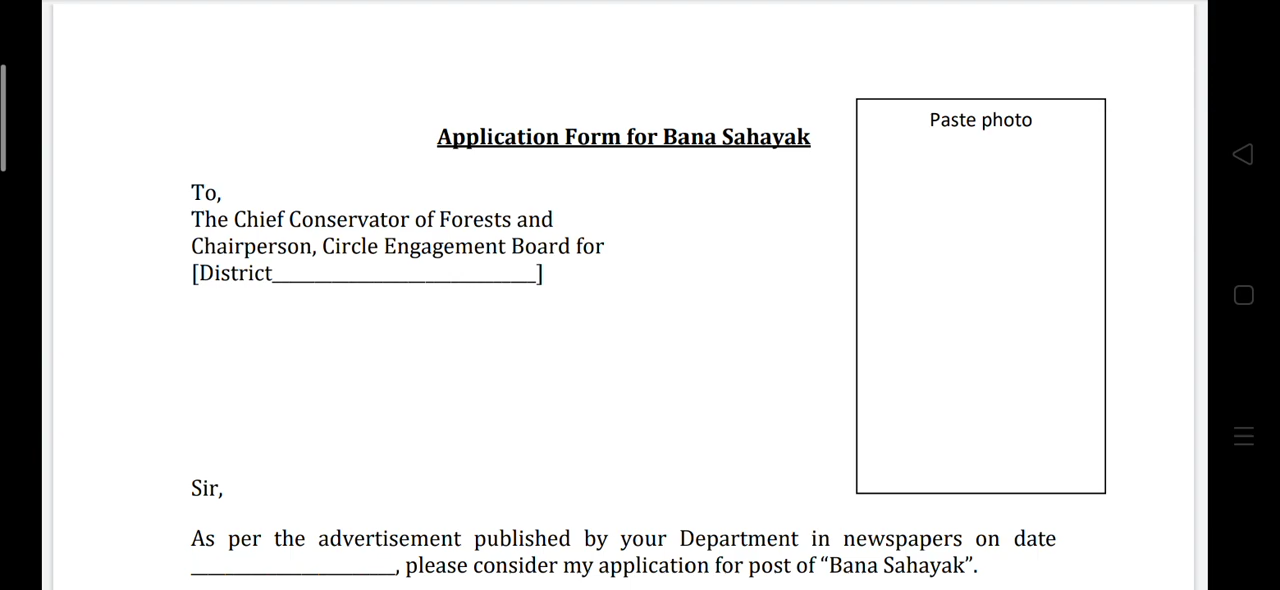 Paste photo
Application Form for Bana Sahayak
To,
The Chief Conservator of Forests and
Chairperson, Circle Engagement Board for
[District______________________________]
Sir,
As per the advertisement published by your Department in newspapers on date
_______________________, please consider my application for post of “Bana Sahayak”.